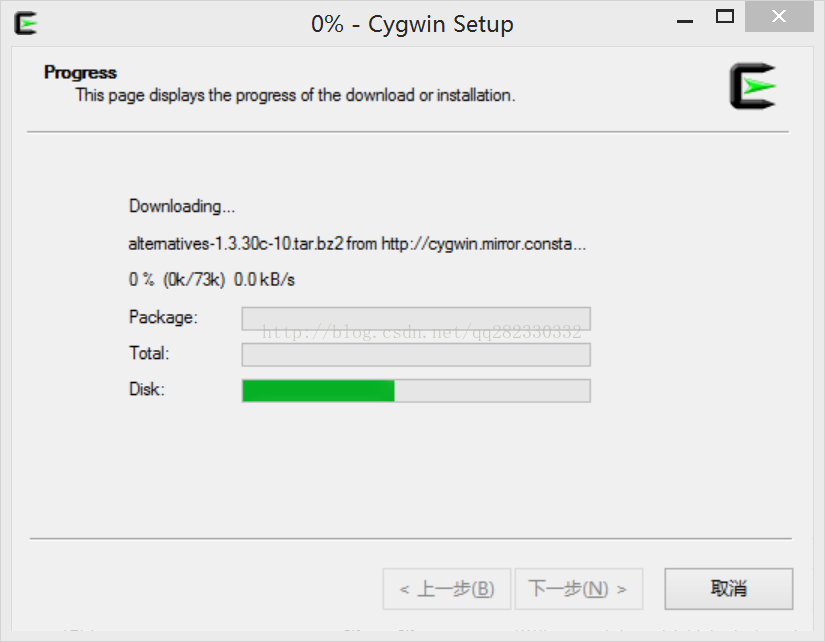 0% - Cygwin Setup
Progress
This page displays the progress of the download or installation.
Downloading...
alternatives-1.3.30c-10.tar.bz2 from http://cygwin.mirror.consta...
0 % (0k/73k) 0.0 kB/s
Package:
http://blog.csdn.net/qq282330332
Total:
Disk:
< 上一步(B) 下一步(N) > 取消